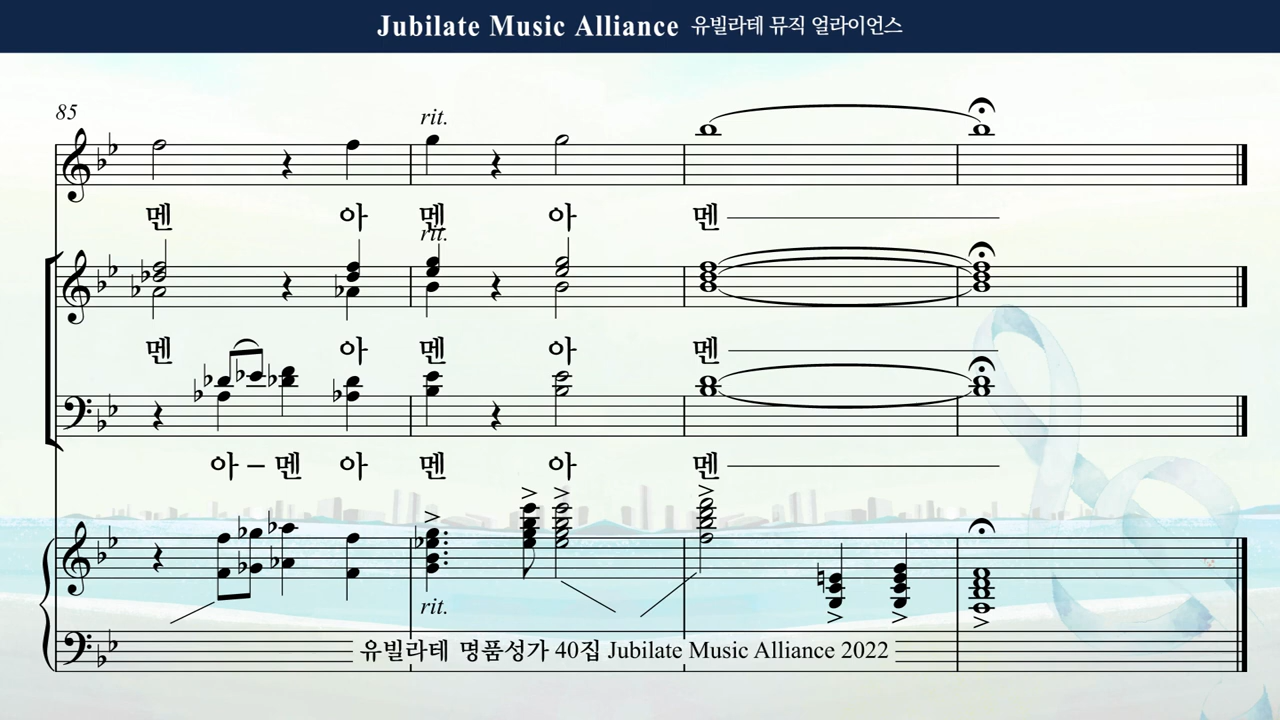 Jubilate Music Alliance 유빌라테 뮤직 얼라이언스
85
rit.
멘 아 멘 아 멘
rit.
멘 아 멘 아 멘
아 – 멘 아 멘 아 멘
rit.
유빌라테 명품성가 40집 Jubilate Music Alliance 2022